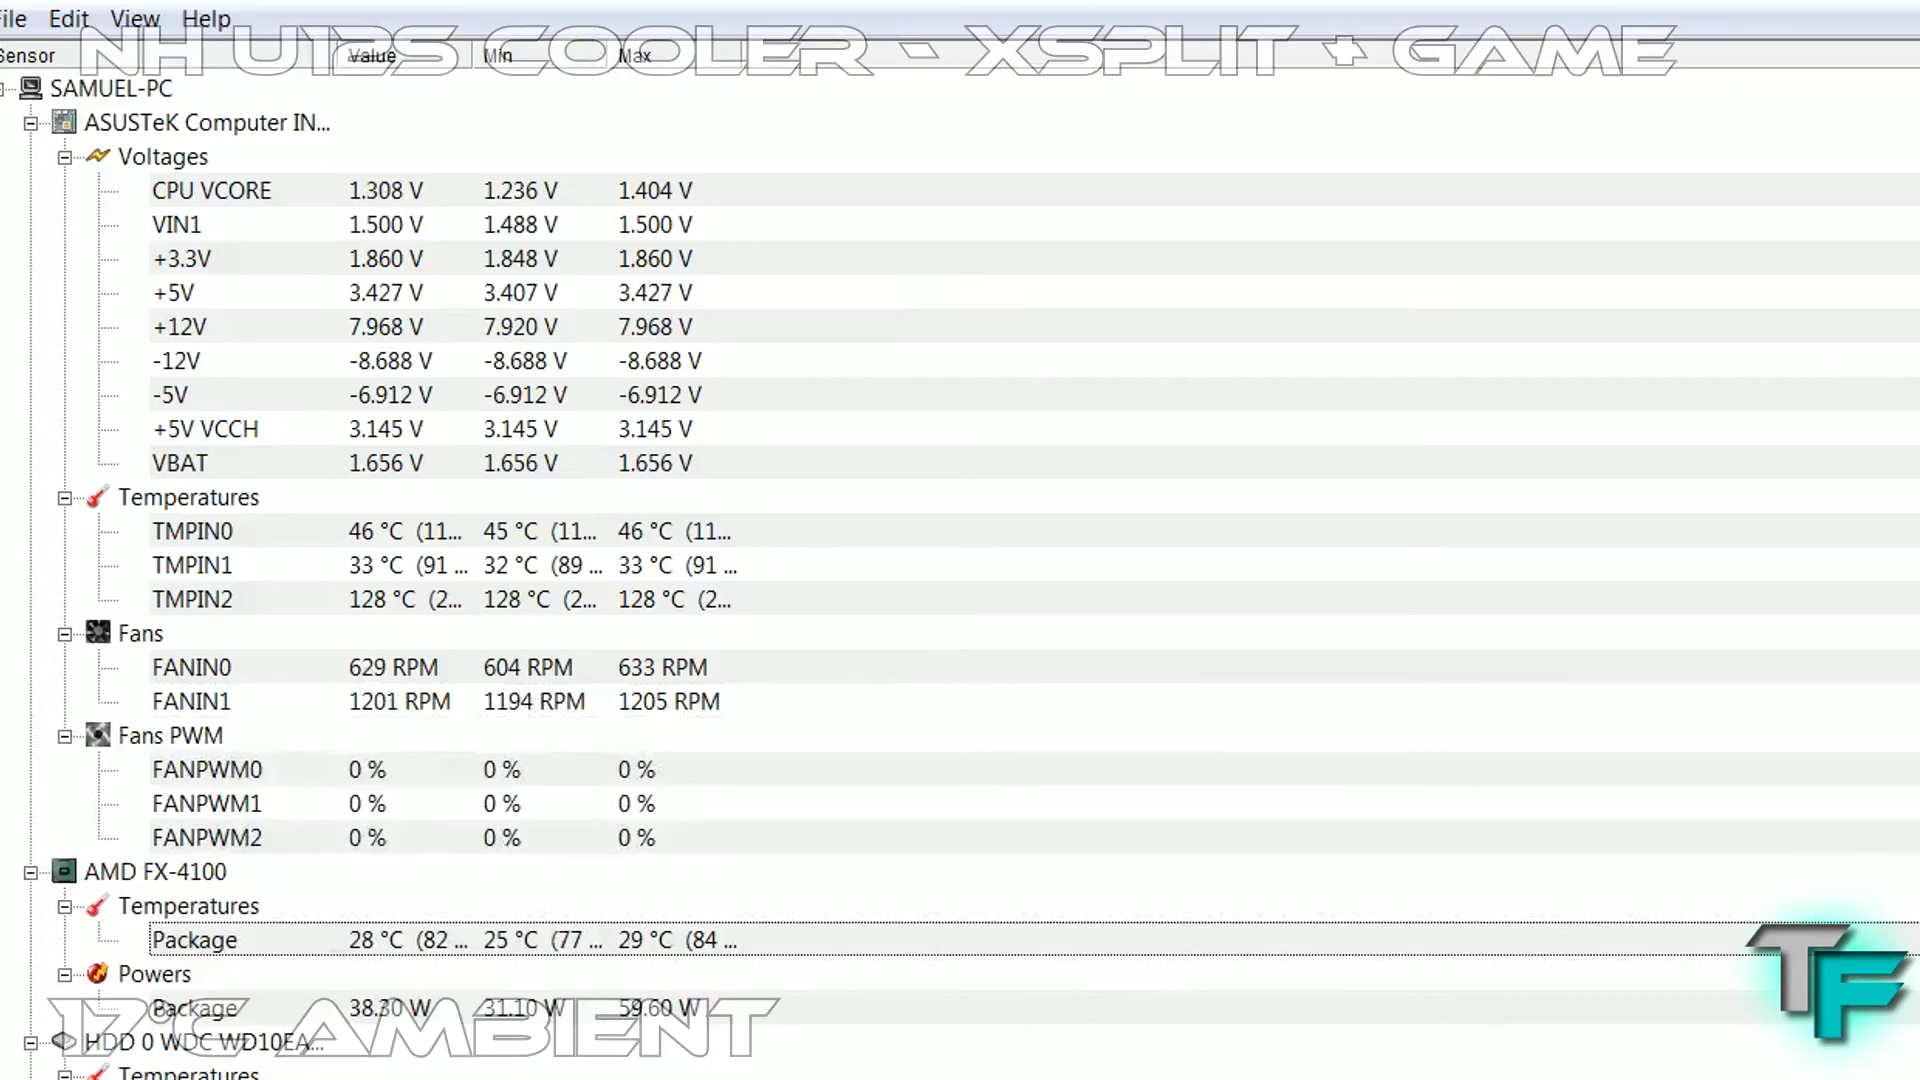 File Edit View Help
NH U12S COOLER - XSPLIT + GAME
Sensor Value Min Max
SAMUEL-PC
ASUSTeK Computer IN...
Voltages
CPU VCORE 1.308 V 1.236 V 1.404 V
VIN1 1.500 V 1.488 V 1.500 V
+3.3V 1.860 V 1.848 V 1.860 V
+5V 3.427 V 3.407 V 3.427 V
+12V 7.968 V 7.920 V 7.968 V
-12V -8.688 V -8.688 V -8.688 V
-5V -6.912 V -6.912 V -6.912 V
+5V VCCH 3.145 V 3.145 V 3.145 V
VBAT 1.656 V 1.656 V 1.656 V
Temperatures
TMPIN0 46 °C (11... 45 °C (11... 46 °C (11...
TMPIN1 33 °C (91 ... 32 °C (89 ... 33 °C (91 ...
TMPIN2 128 °C (2... 128 °C (2... 128 °C (2...
Fans
FANIN0 629 RPM 604 RPM 633 RPM
FANIN1 1201 RPM 1194 RPM 1205 RPM
Fans PWM
FANPWM0 0 % 0 % 0 %
FANPWM1 0 % 0 % 0 %
FANPWM2 0 % 0 % 0 %
AMD FX-4100
Temperatures
Package 28 °C (82 ... 25 °C (77 ... 29 °C (84 ...
Powers
Package 38.30 W 31.10 W 59.60 W
17°C AMBIENT
HDD 0 WDC WD10EA...
Temperatures
TF